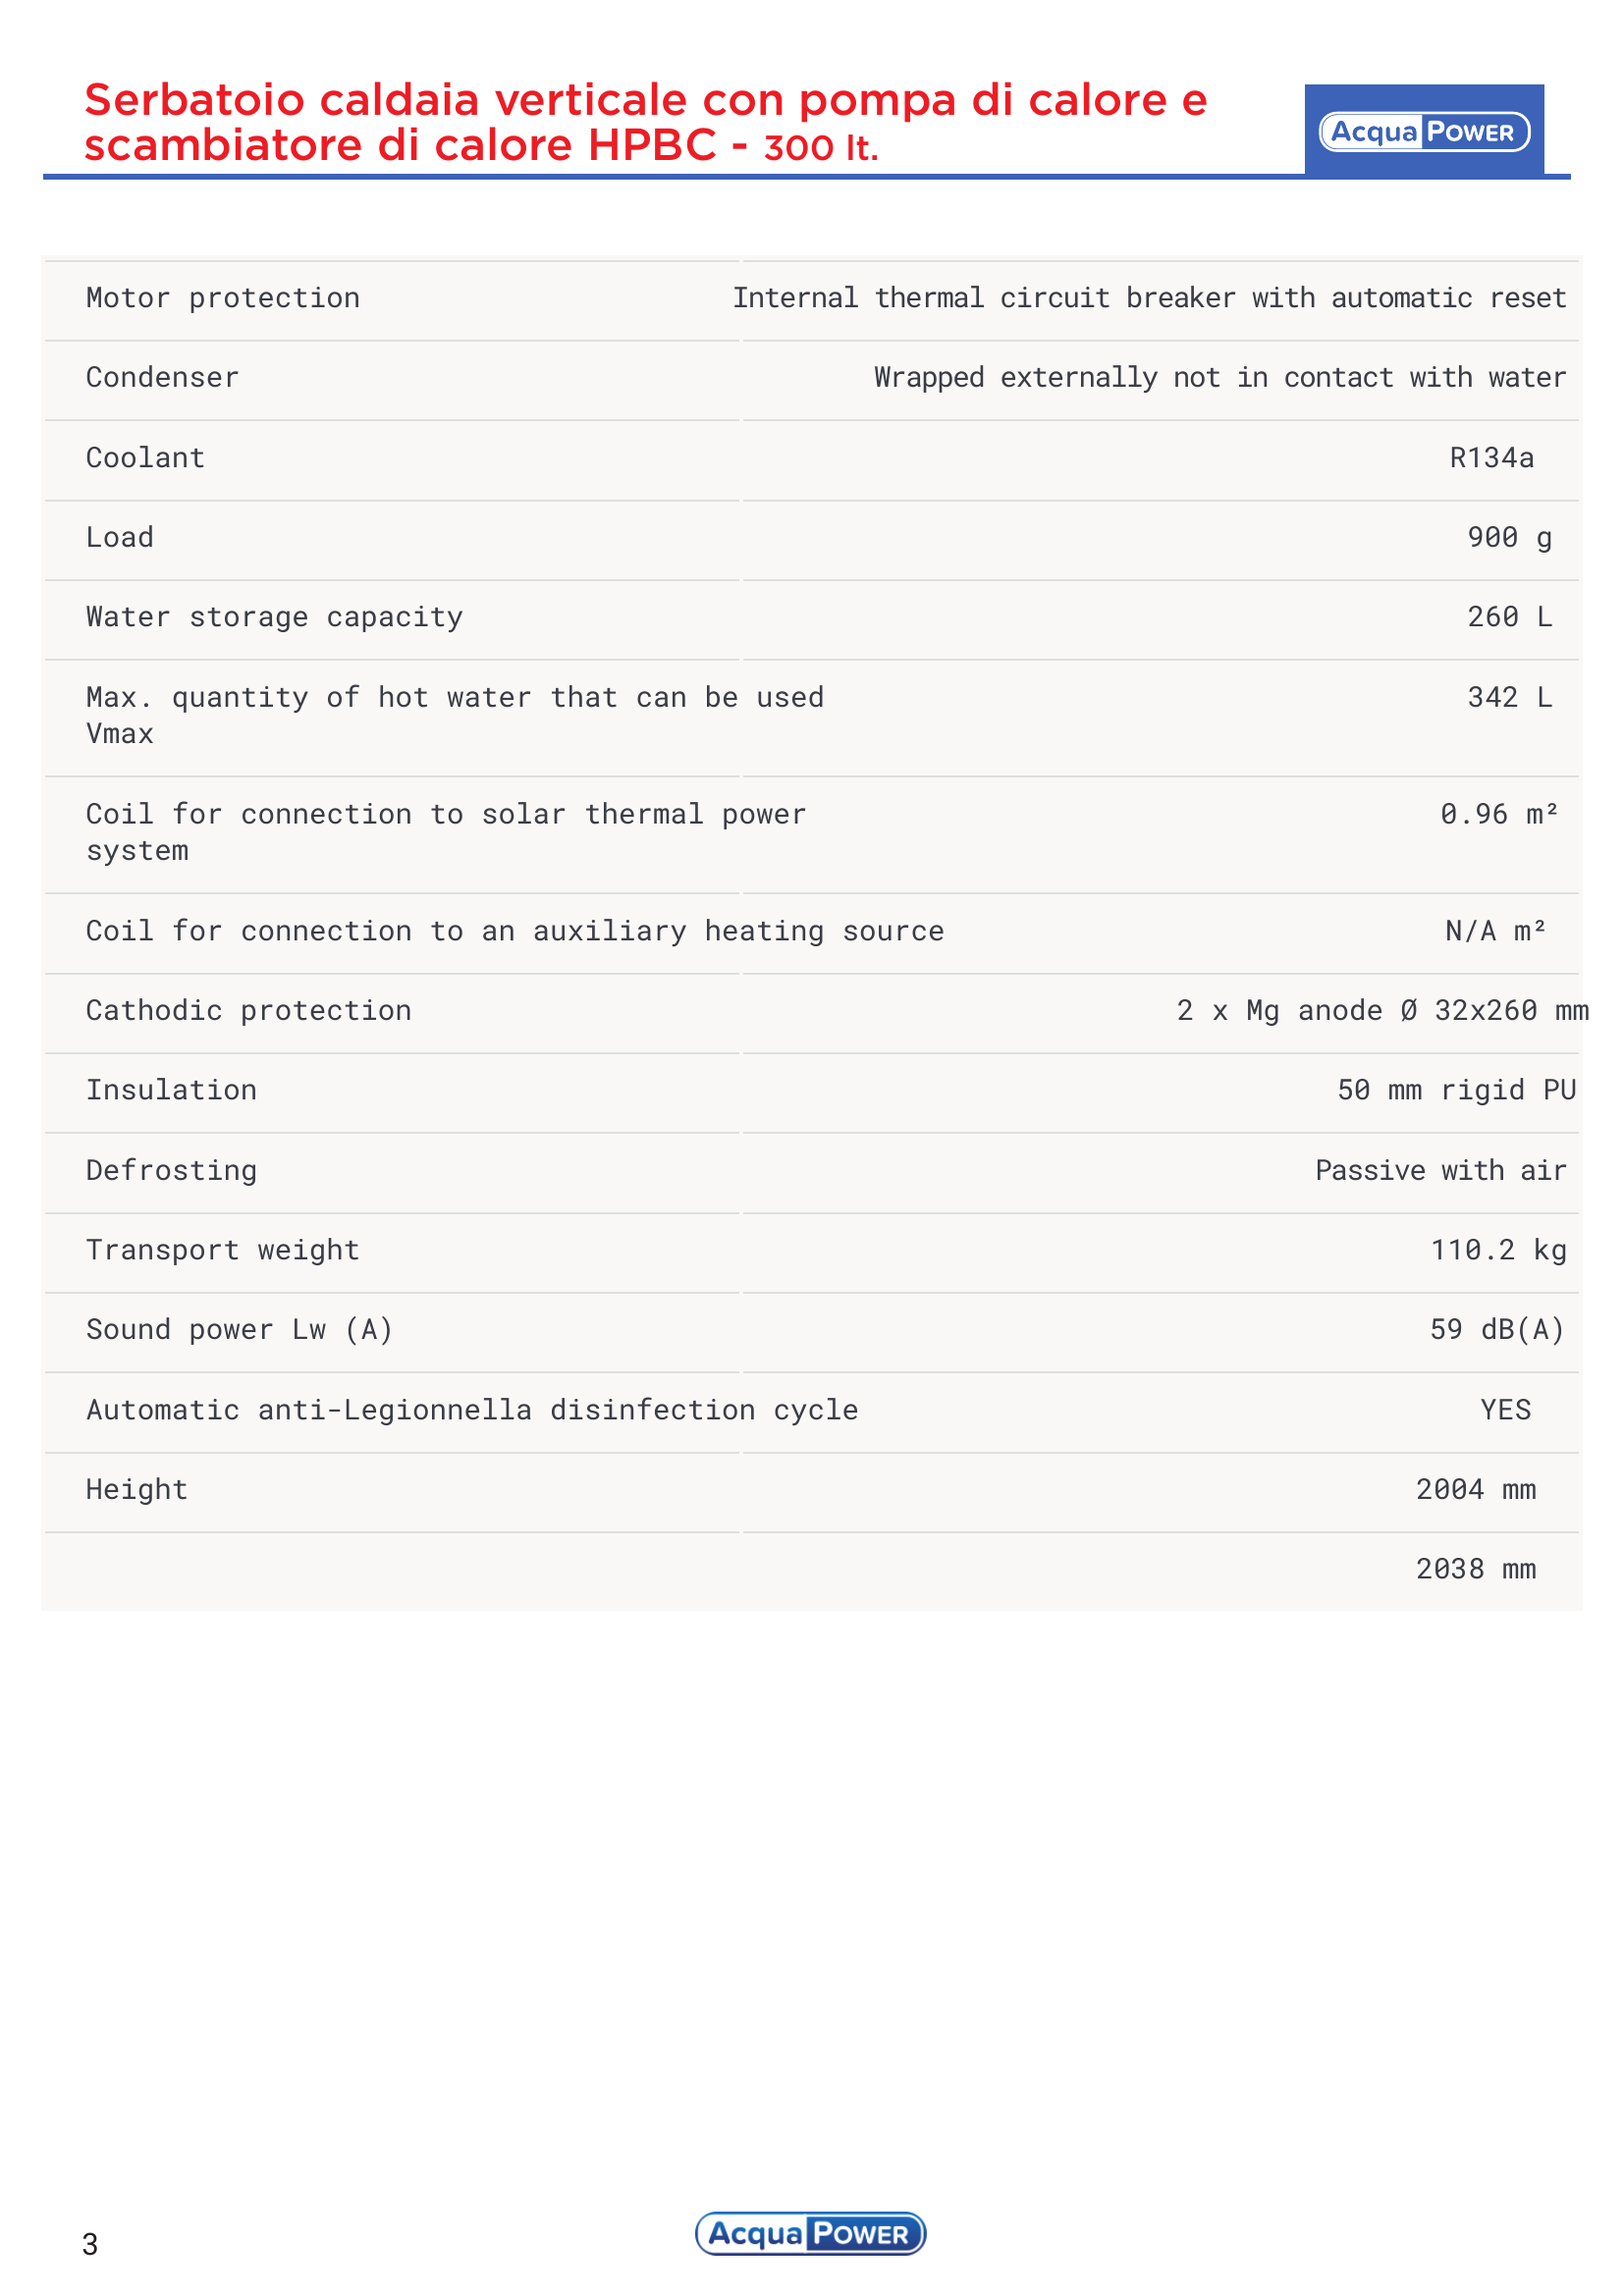 Serbatoio caldaia verticale con pompa di calore e
scambiatore di calore HPBC - 300 lt.
Acqua POWER
Motor protection Internal thermal circuit breaker with automatic reset
Condenser Wrapped externally not in contact with water
Coolant R134a
Load 900 g
Water storage capacity 260 L
Max. quantity of hot water that can be used 342 L
Vmax
Coil for connection to solar thermal power 0.96 m²
system
Coil for connection to an auxiliary heating source N/A m²
Cathodic protection 2 x Mg anode Ø 32x260 mm
Insulation 50 mm rigid PU
Defrosting Passive with air
Transport weight 110.2 kg
Sound power Lw (A) 59 dB(A)
Automatic anti-Legionnella disinfection cycle YES
Height 2004 mm
2038 mm
3
Acqua POWER